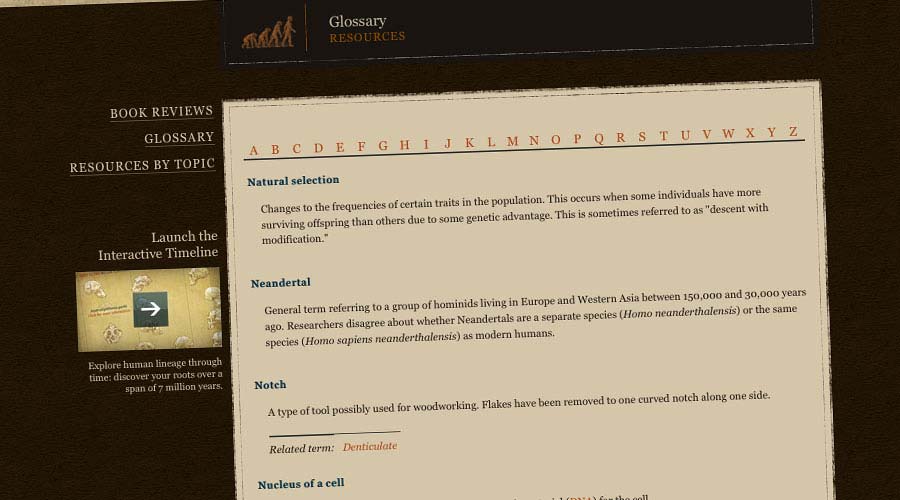 Glossary
RESOURCES
BOOK REVIEWS
GLOSSARY
RESOURCES BY TOPIC
Launch the
Interactive Timeline
Explore human lineage through
time: discover your roots over a
span of 7 million years.
A B C D E F G H I J K L M N O P Q R S T U V W X Y Z
Natural selection
Changes to the frequencies of certain traits in the population. This occurs when some individuals have more
surviving offspring than others due to some genetic advantage. This is sometimes referred to as "descent with
modification."
Neandertal
General term referring to a group of hominids living in Europe and Western Asia between 150,000 and 30,000 years
ago. Researchers disagree about whether Neandertals are a separate species (Homo neanderthalensis) or the same
species (Homo sapiens neanderthalensis) as modern humans.
Notch
A type of tool possibly used for woodworking. Flakes have been removed to one curved notch along one side.
Related term: Denticulate
Nucleus of a cell
(DNA) for the cell